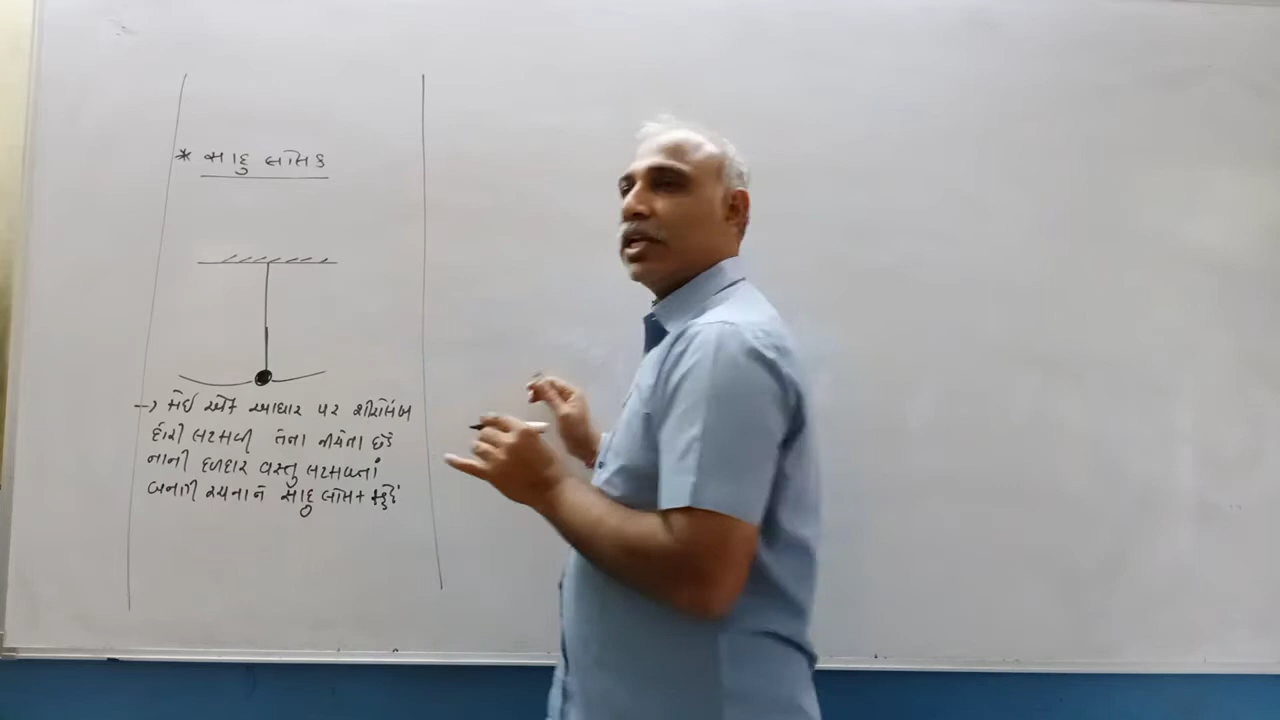 * સાદુ લોલક
→ કોઈ એક આધાર પર શીરોલંબ
દોરી લટકાવી તેના નીચેના છેડે
નાની દળદાર વસ્તુ લટકાવતાં
બનતી રચનાને સાદુ લોલક કહે છે